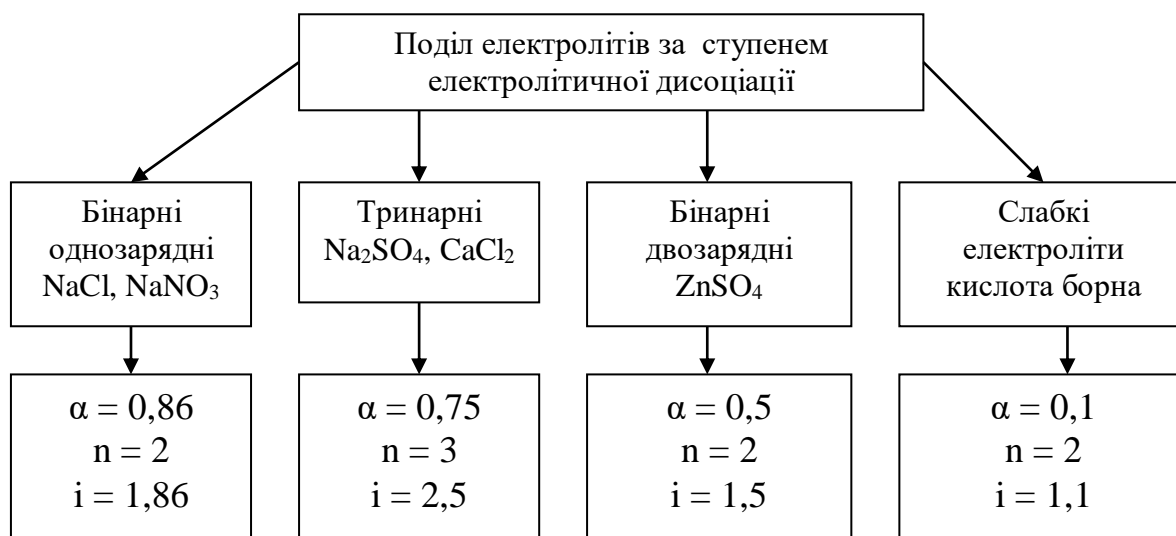 Поділ електролітів за ступенем
електролітичної дисоціації
Бінарні
однозарядні
NaCl, NaNO₃
Тринарні
Na₂SO₄, CaCl₂
Бінарні
двозарядні
ZnSO₄
Слабкі
електроліти
кислота борна
α = 0,86
n = 2
i = 1,86
α = 0,75
n = 3
i = 2,5
α = 0,5
n = 2
i = 1,5
α = 0,1
n = 2
i = 1,1